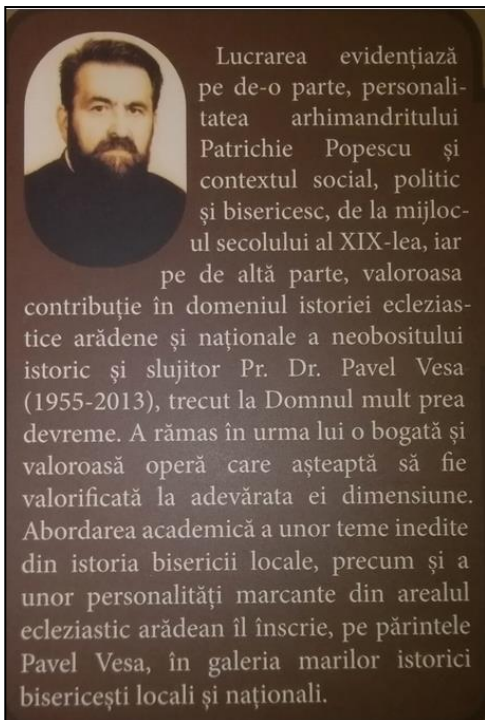 Lucrarea evidențiază
pe de-o parte, personali-
tatea arhimandritului
Patrichie Popescu și
contextul social, politic
și bisericesc, de la mijloc-
ul secolului al XIX-lea, iar
pe de altă parte, valoroasa
contribuție în domeniul istoriei eclezias-
tice arădene și naționale a neobositului
istoric și slujitor Pr. Dr. Pavel Vesa
(1955-2013), trecut la Domnul mult prea
devreme. A rămas în urma lui o bogată și
valoroasă operă care așteaptă să fie
valorificată la adevărata ei dimensiune.
Abordarea academică a unor teme inedite
din istoria bisericii locale, precum și a
unor personalități marcante din arealul
ecleziastic arădean îl înscrie, pe părintele
Pavel Vesa, în galeria marilor istorici
bisericești locali și naționali.